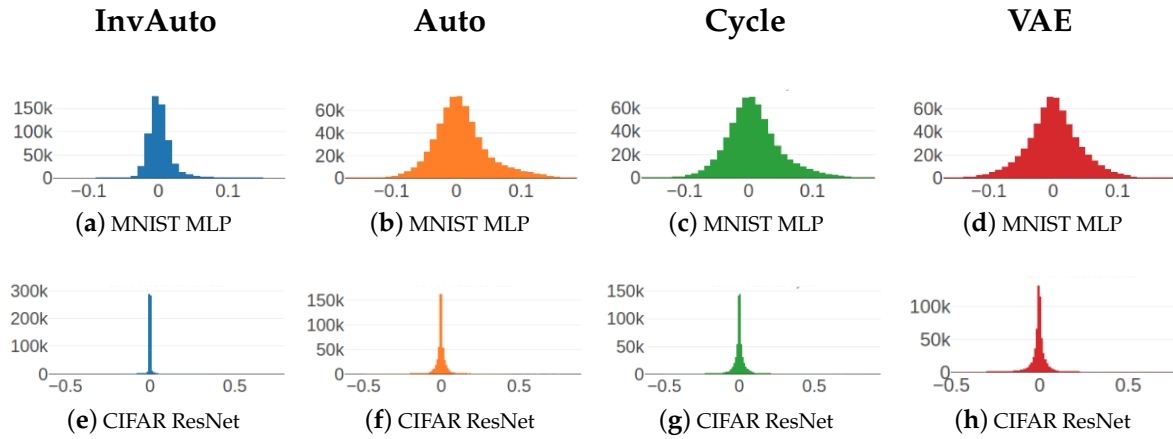 InvAuto Auto Cycle VAE
150k 100k 50k 0 −0.1 0 0.1
60k 40k 20k 0 −0.1 0 0.1
60k 40k 20k 0 −0.1 0 0.1
60k 40k 20k 0 −0.1 0 0.1
(a) MNIST MLP (b) MNIST MLP (c) MNIST MLP (d) MNIST MLP
300k 200k 100k 0 −0.5 0 0.5
150k 100k 50k 0 −0.5 0 0.5
150k 100k 50k 0 −0.5 0 0.5
100k 50k 0 −0.5 0 0.5
(e) CIFAR ResNet (f) CIFAR ResNet (g) CIFAR ResNet (h) CIFAR ResNet